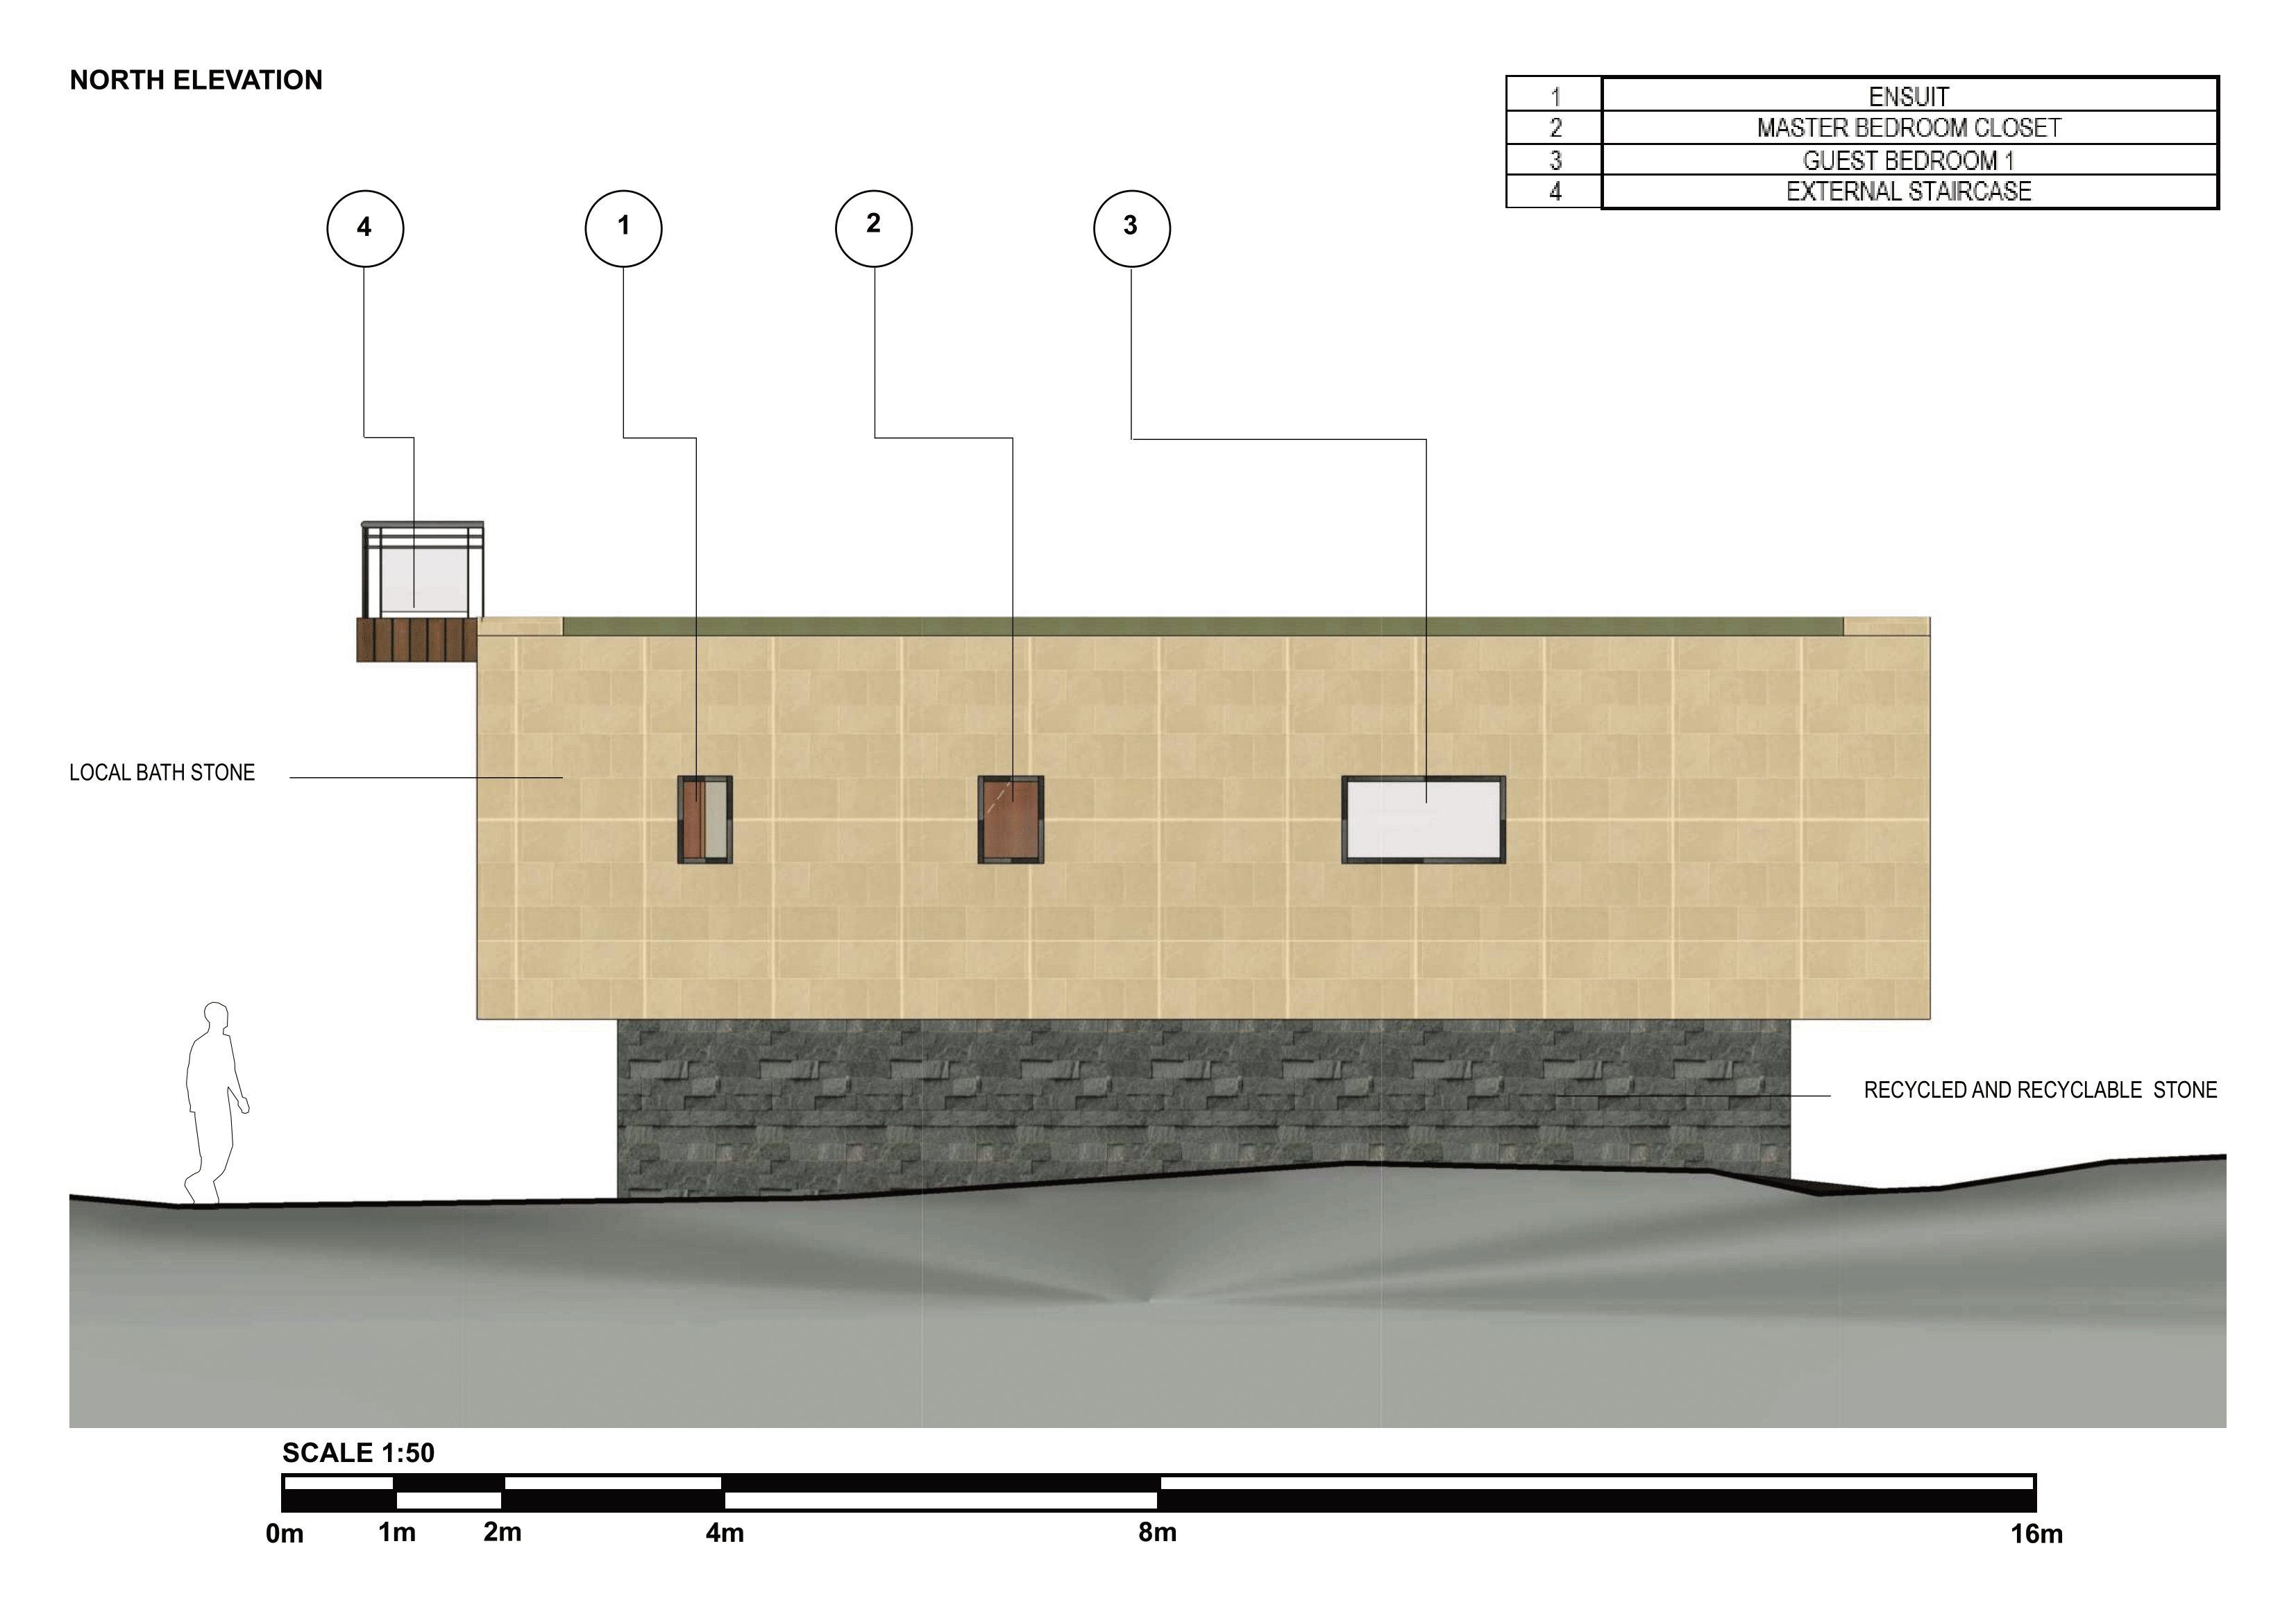 NORTH ELEVATION
1 ENSUIT
2 MASTER BEDROOM CLOSET
3 GUEST BEDROOM 1
4 EXTERNAL STAIRCASE
4 1 2 3
LOCAL BATH STONE
RECYCLED AND RECYCLABLE STONE
SCALE 1:50
0m 1m 2m 4m 8m 16m